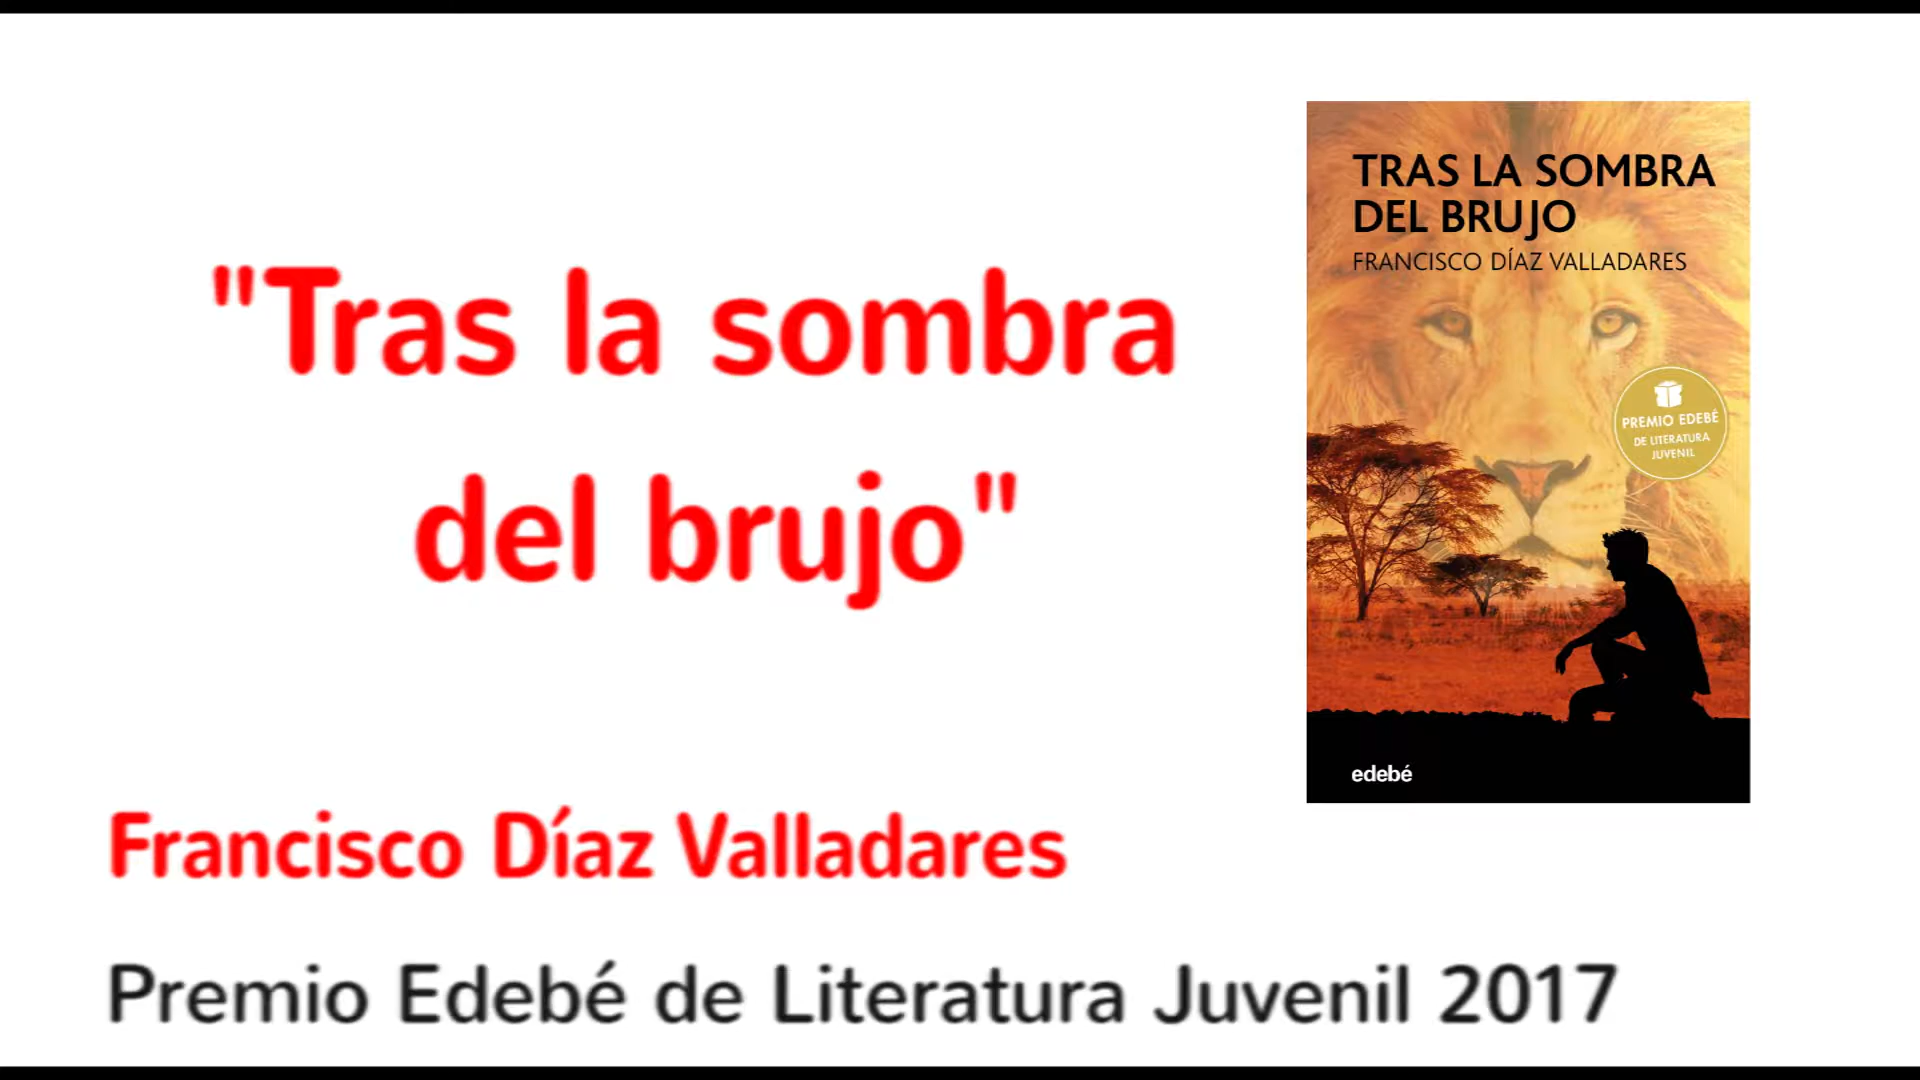 "Tras la sombra
del brujo"
Francisco Díaz Valladares
Premio Edebé de Literatura Juvenil 2017
TRAS LA SOMBRA
DEL BRUJO
FRANCISCO DÍAZ VALLADARES
PREMIO EDEBÉ
DE LITERATURA
JUVENIL
edebé